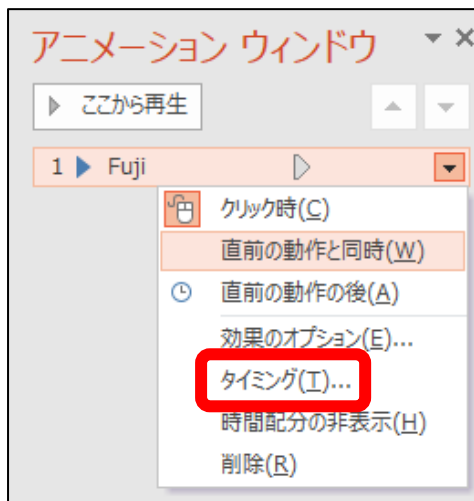 アニメーション ウィンドウ
ここから再生
1 Fuji
クリック時(C)
直前の動作と同時(W)
直前の動作の後(A)
効果のオプション(E)...
タイミング(T)...
時間配分の非表示(H)
削除(R)